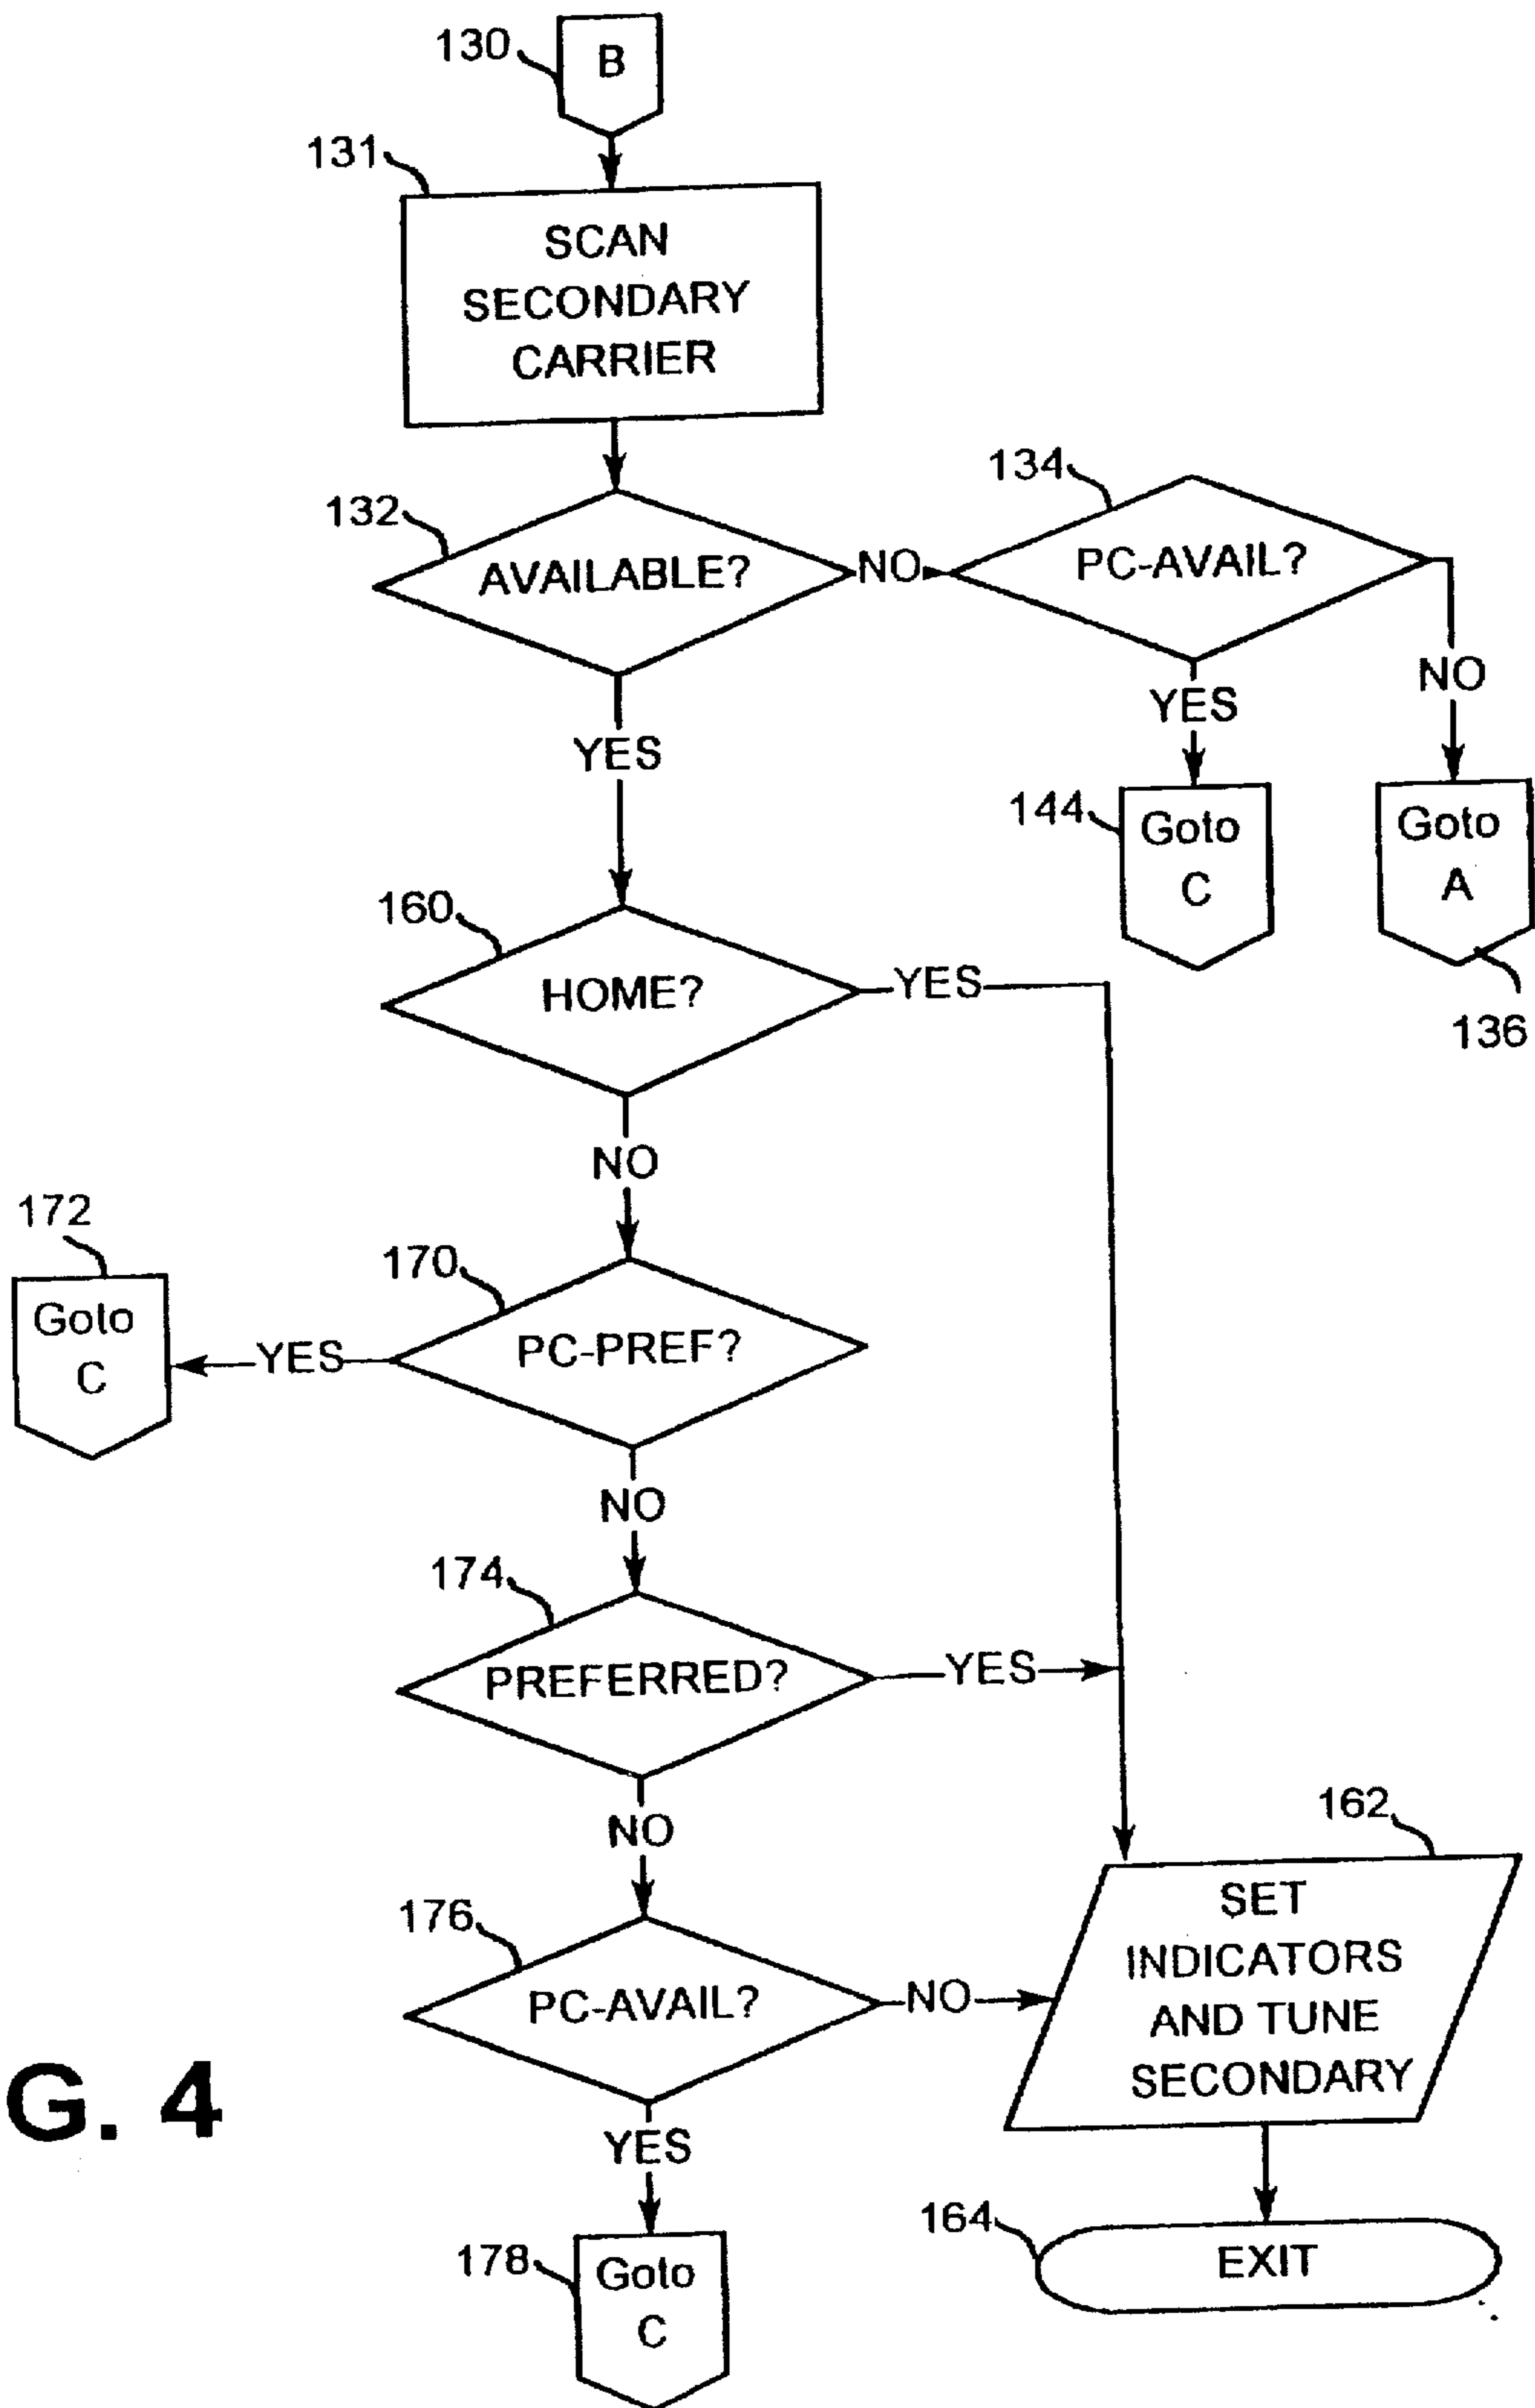 130
B
131
SCAN
SECONDARY
CARRIER
132
AVAILABLE?
NO
134
PC-AVAIL?
YES
NO
YES
144
Goto
C
Goto
A
136
160
HOME?
YES
NO
172
Goto
C
YES
170
PC-PREF?
NO
174
PREFERRED?
YES
NO
162
SET
INDICATORS
AND TUNE
SECONDARY
176
PC-AVAIL?
NO
YES
164
EXIT
178
Goto
C
G. 4